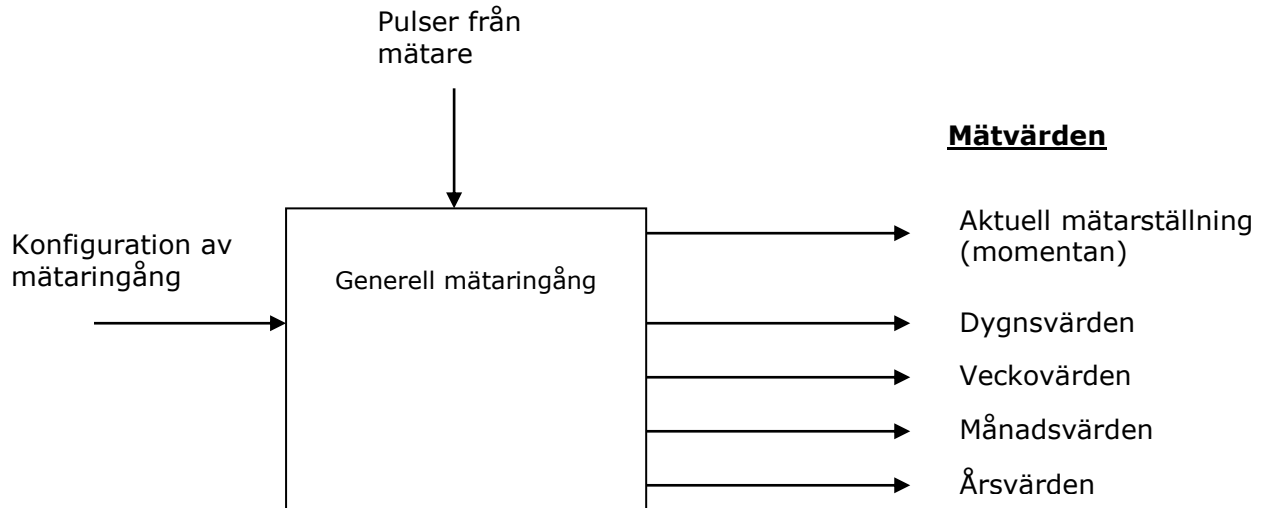 Pulser från
mätare
Mätvärden
Konfiguration av
mätaringång
Generell mätaringång
Aktuell mätarställning
(momentan)
Dygnsvärden
Veckovärden
Månadsvärden
Årsvärden